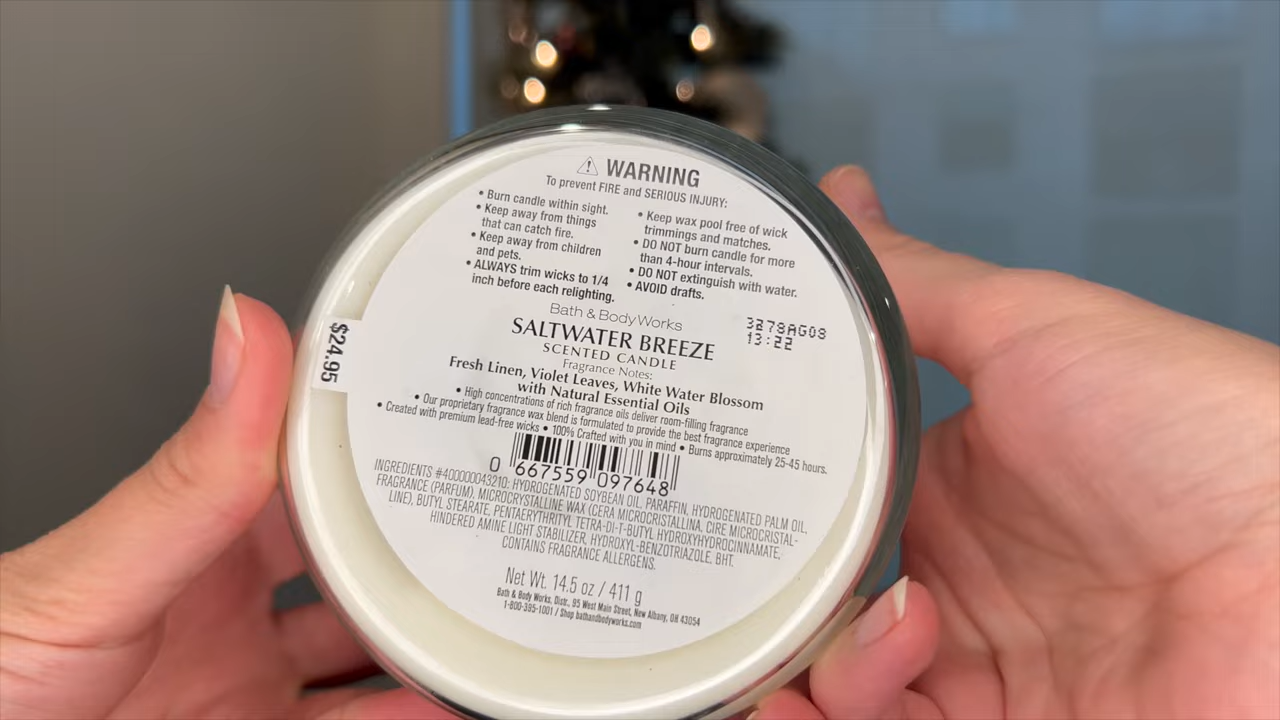 ⚠ WARNING
To prevent FIRE and SERIOUS INJURY:
• Burn candle within sight.
• Keep away from things
that can catch fire.
• Keep away from children
and pets.
• ALWAYS trim wicks to 1/4
inch before each relighting.
• Keep wax pool free of wick
trimmings and matches.
• DO NOT burn candle for more
than 4-hour intervals.
• DO NOT extinguish with water.
• AVOID drafts.
Bath & Body Works
SALTWATER BREEZE
SCENTED CANDLE
3278AG08
13:22
$24.95
Fragrance Notes:
Fresh Linen, Violet Leaves, White Water Blossom
with Natural Essential Oils
• High concentrations of rich fragrance oils deliver room-filling fragrance
• Our proprietary fragrance wax blend is formulated to provide the best fragrance experience
• Created with premium lead-free wicks • 100% Crafted with you in mind • Burns approximately 25-45 hours.
0 667559 097648
INGREDIENTS #400000043210: HYDROGENATED SOYBEAN OIL, PARAFFIN, HYDROGENATED PALM OIL,
FRAGRANCE (PARFUM), MICROCRYSTALLINE WAX (CERA MICROCRISTALLINA, CIRE MICROCRISTAL-
LINE), BUTYL STEARATE, PENTAERYTHRITYL TETRA-DI-T-BUTYL HYDROXYHYDROCINNAMATE,
HINDERED AMINE LIGHT STABILIZER, HYDROXYL-BENZOTRIAZOLE, BHT.
CONTAINS FRAGRANCE ALLERGENS.
Net Wt. 14.5 oz / 411 g
Bath & Body Works, Distr., 95 West Main Street, New Albany, OH 43054
1-800-395-1001 / Shop bathandbodyworks.com